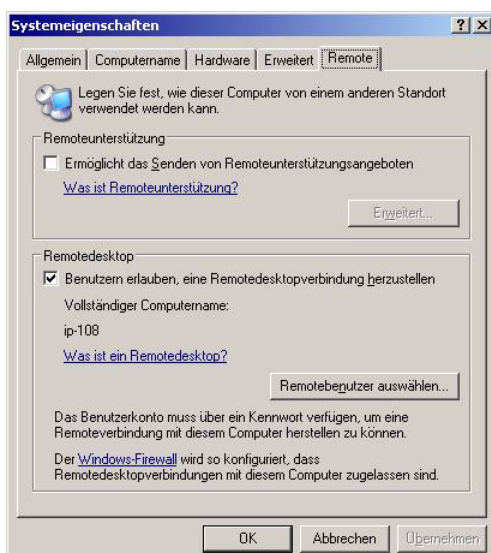 Systemeigenschaften
Allgemein Computername Hardware Erweitert Remote
Legen Sie fest, wie dieser Computer von einem anderen Standort
verwendet werden kann.
Remoteunterstützung
Ermöglicht das Senden von Remoteunterstützungsangeboten
Was ist Remoteunterstützung?
Erweitert...
Remotedesktop
Benutzern erlauben, eine Remotedesktopverbindung herzustellen
Vollständiger Computername:
ip-108
Was ist ein Remotedesktop?
Remotebenutzer auswählen...
Das Benutzerkonto muss über ein Kennwort verfügen, um eine
Remoteverbindung mit diesem Computer herstellen zu können.
Der Windows-Firewall wird so konfiguriert, dass
Remotedesktopverbindungen mit diesem Computer zugelassen sind.
OK Abbrechen Übernehmen